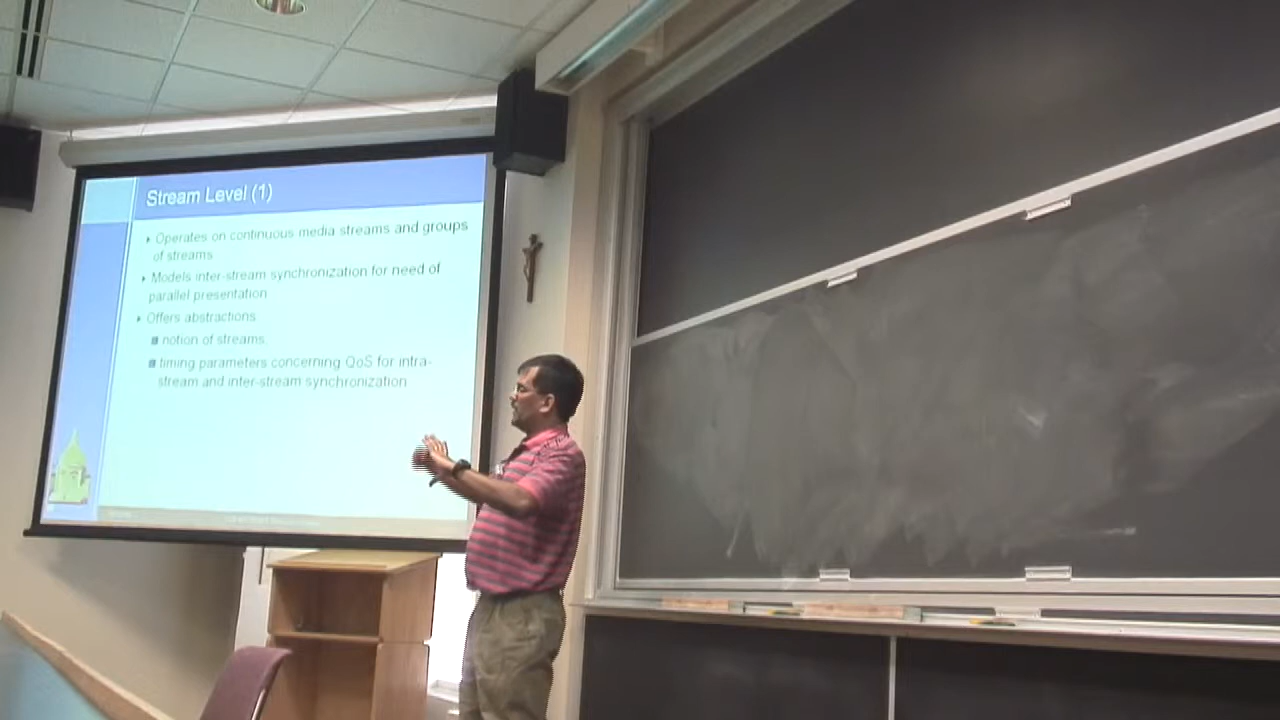 Stream Level (1)
Operates on continuous media streams and groups
of streams
Models inter-stream synchronization for need of
parallel presentation
Offers abstractions
notion of streams,
timing parameters concerning QoS for intra-
stream and inter-stream synchronization